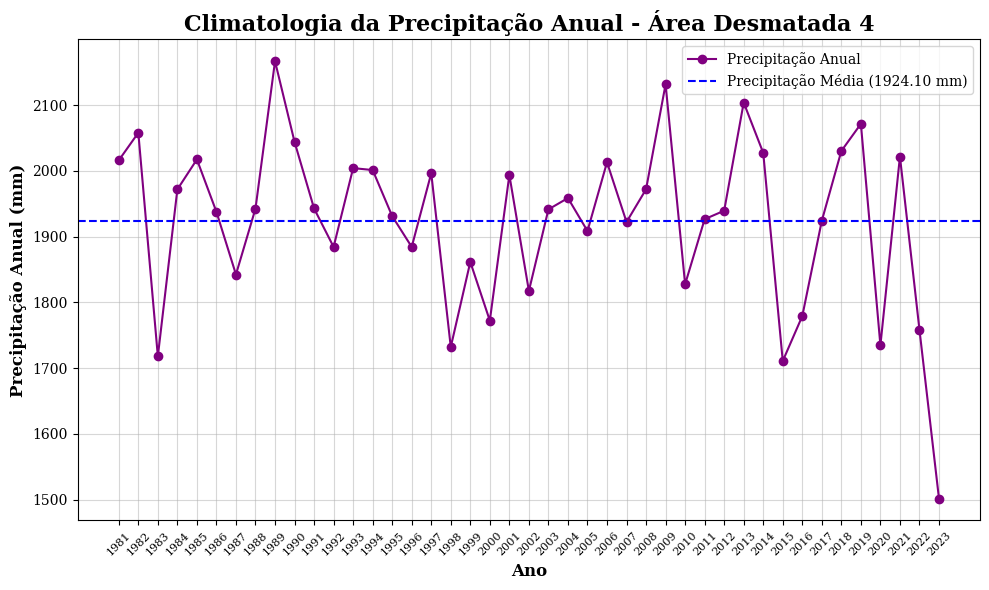 Climatologia da Precipitação Anual - Área Desmatada 4
Precipitação Anual
Precipitação Média (1924.10 mm)
Precipitação Anual (mm)
2100
2000
1900
1800
1700
1600
1500
1981 1982 1983 1984 1985 1986 1987 1988 1989 1990 1991 1992 1993 1994 1995 1996 1997 1998 1999 2000 2001 2002 2003 2004 2005 2006 2007 2008 2009 2010 2011 2012 2013 2014 2015 2016 2017 2018 2019 2020 2021 2022 2023
Ano